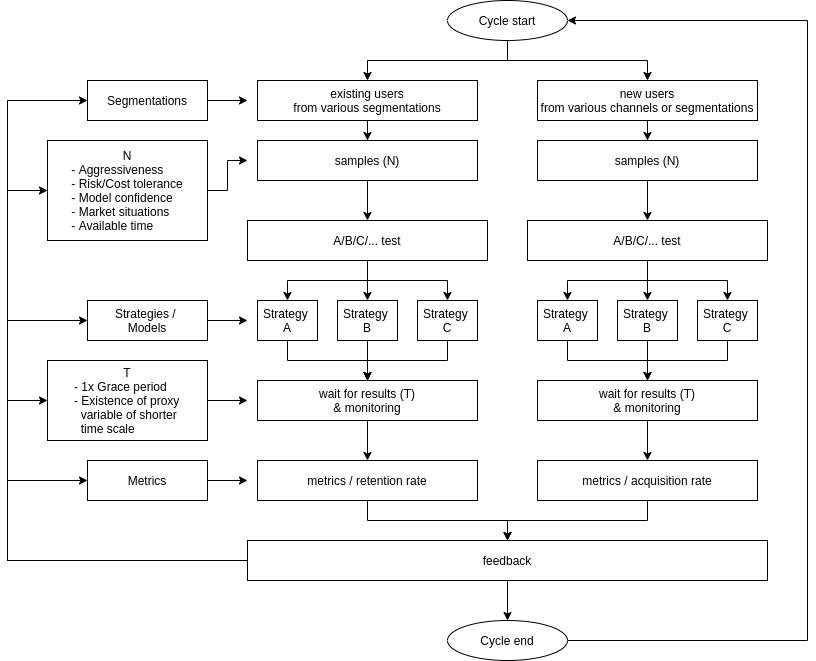 Cycle start
Segmentations
existing users
from various segmentations
new users
from various channels or segmentations
N
- Aggressiveness
- Risk/Cost tolerance
- Model confidence
- Market situations
- Available time
samples (N)
samples (N)
A/B/C/... test
A/B/C/... test
Strategies /
Models
Strategy
A
Strategy
B
Strategy
C
Strategy
A
Strategy
B
Strategy
C
T
- 1x Grace period
- Existence of proxy
variable of shorter
time scale
wait for results (T)
& monitoring
wait for results (T)
& monitoring
Metrics
metrics / retention rate
metrics / acquisition rate
feedback
Cycle end